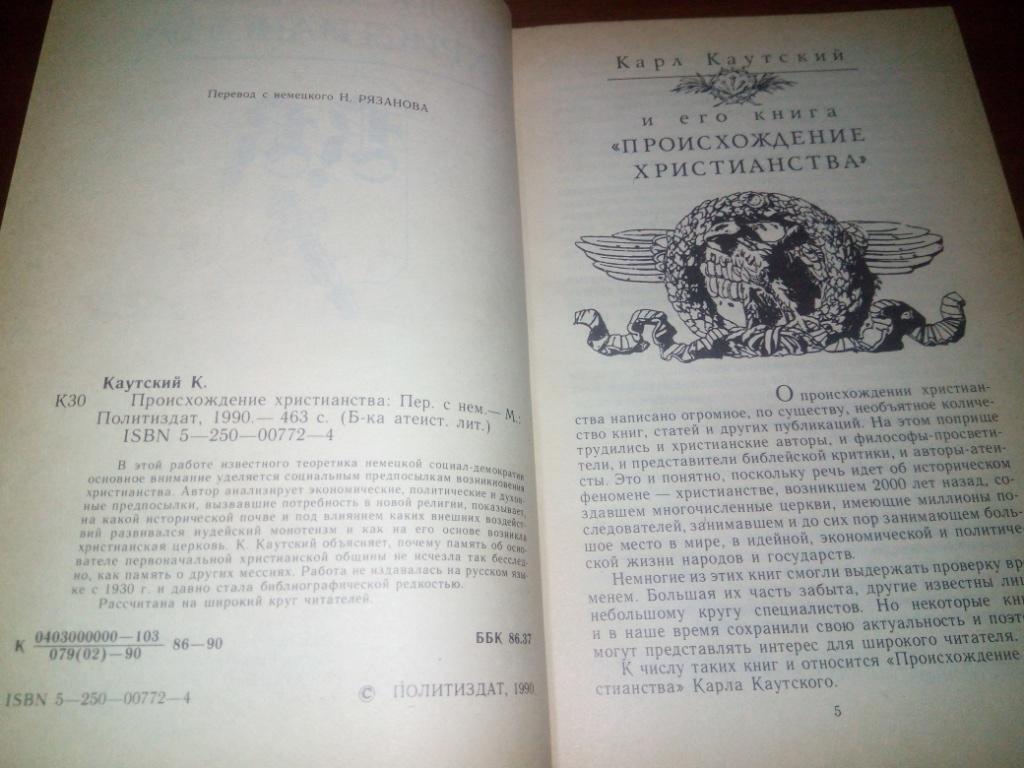 Перевод с немецкого Н. РЯЗАНОВА
Каутский К.
К30 Происхождение христианства: Пер. с нем.— М.:
Политиздат, 1990.— 463 с. (Б-ка атеист. лит.)
ISBN 5—250—00772—4
В этой работе известного теоретика немецкой социал-демократии
основное внимание уделяется социальным предпосылкам возникновения
христианства. Автор анализирует экономические, политические и духов-
ные предпосылки, вызвавшие потребность в новой религии, показывает,
на какой исторической почве и под влиянием каких внешних воздейст-
вий развивался иудейский монотеизм и как на его основе возникла
христианская церковь. К. Каутский объясняет, почему память об осно-
вателе первоначальной христианской общины не исчезла так бесслед-
но, как память о других мессиях. Работа не издавалась на русском язы-
ке с 1930 г. и давно стала библиографической редкостью.
Рассчитана на широкий круг читателей.
К 0403000000—103 86—90
079(02)—90
ББК 86.37
ISBN 5—250—00772—4
© ПОЛИТИЗДАТ, 1990
Карл Каутский
и его книга
«ПРОИСХОЖДЕНИЕ
ХРИСТИАНСТВА»
О происхождении христиан-
ства написано огромное, по существу, необъятное количе-
ство книг, статей и других публикаций. На этом поприще
трудились и христианские авторы, и философы-просвети-
тели, и представители библейской критики, и авторы-атеи-
сты. Это и понятно, поскольку речь идет об историческом
феномене — христианстве, возникшем 2000 лет назад, со-
здавшем многочисленные церкви, имеющие миллионы по-
следователей, занимавшем и до сих пор занимающем боль-
шое место в мире, в идейной, экономической и политиче-
ской жизни народов и государств.
Немногие из этих книг смогли выдержать проверку вре-
менем. Большая их часть забыта, другие известны лиш
небольшому кругу специалистов. Но некоторые кни
и в наше время сохранили свою актуальность и поэт
могут представлять интерес для широкого читателя.
К числу таких книг и относится «Происхождение
стианства» Карла Каутского.
5